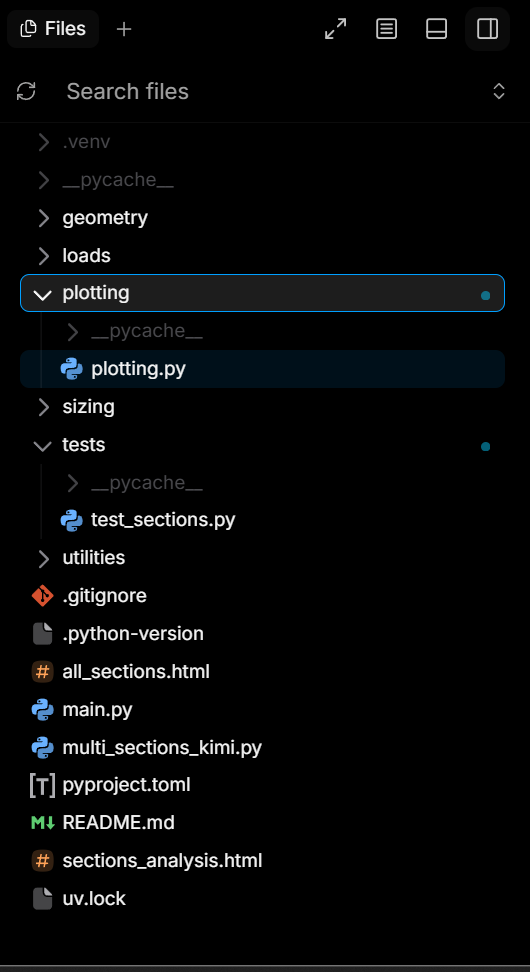 Files
Search files
.venv
__pycache__
geometry
loads
plotting
__pycache__
plotting.py
sizing
tests
__pycache__
test_sections.py
utilities
.gitignore
.python-version
# all_sections.html
main.py
multi_sections_kimi.py
[T] pyproject.toml
M↓ README.md
# sections_analysis.html
uv.lock